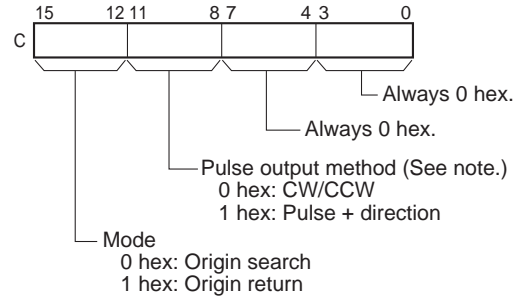 15 12 11 8 7 4 3 0
C
Always 0 hex.
Always 0 hex.
Pulse output method (See note.)
0 hex: CW/CCW
1 hex: Pulse + direction
Mode
0 hex: Origin search
1 hex: Origin return